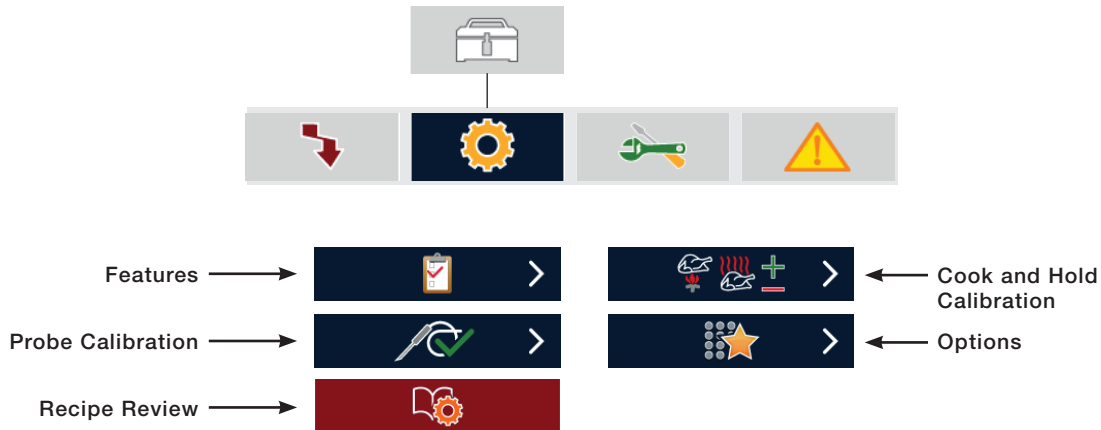 Features
Cook and Hold
Calibration
Probe Calibration
Options
Recipe Review